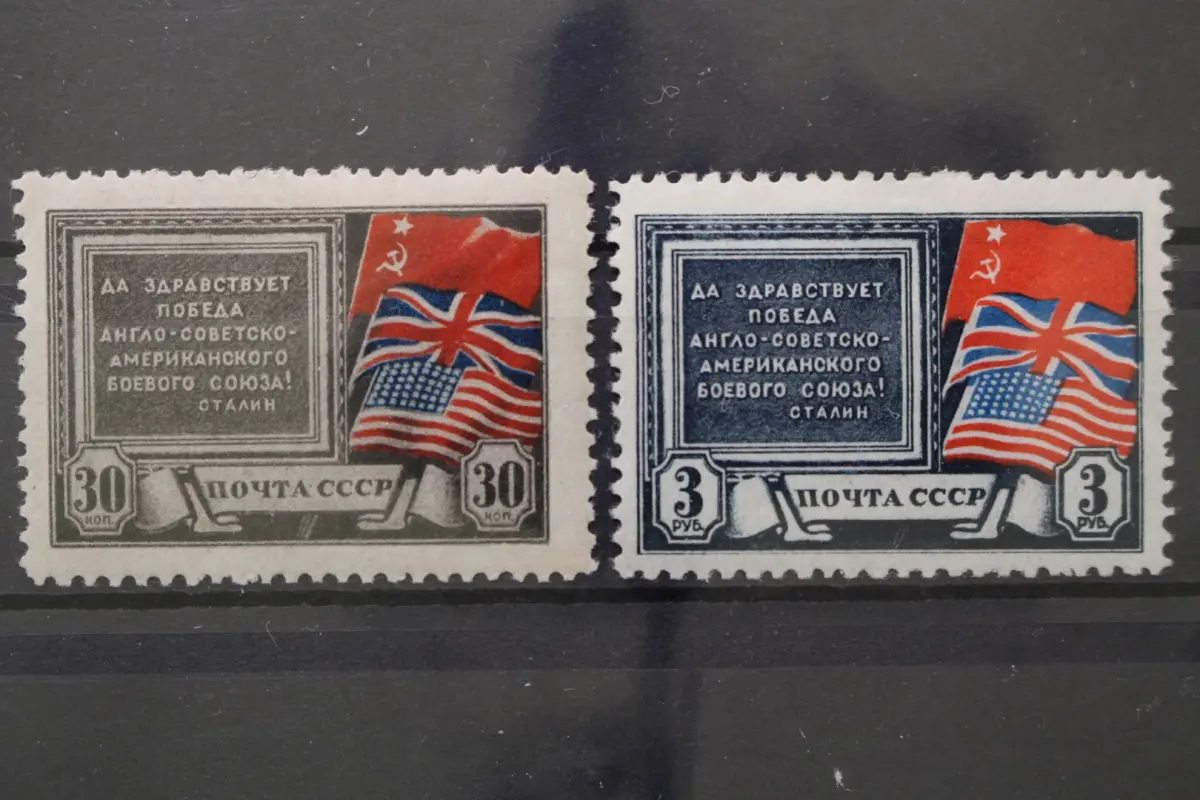 ДА ЗДРАВСТВУЕТ
ПОБЕДА
АНГЛО-СОВЕТСКО-
АМЕРИКАНСКОГО
БОЕВОГО СОЮЗА!
СТАЛИН
30
КОП.
ПОЧТА СССР
30
КОП.
ДА ЗДРАВСТВУЕТ
ПОБЕДА
АНГЛО-СОВЕТСКО-
АМЕРИКАНСКОГО
БОЕВОГО СОЮЗА!
СТАЛИН
3
РУБ.
ПОЧТА СССР
3
РУБ.